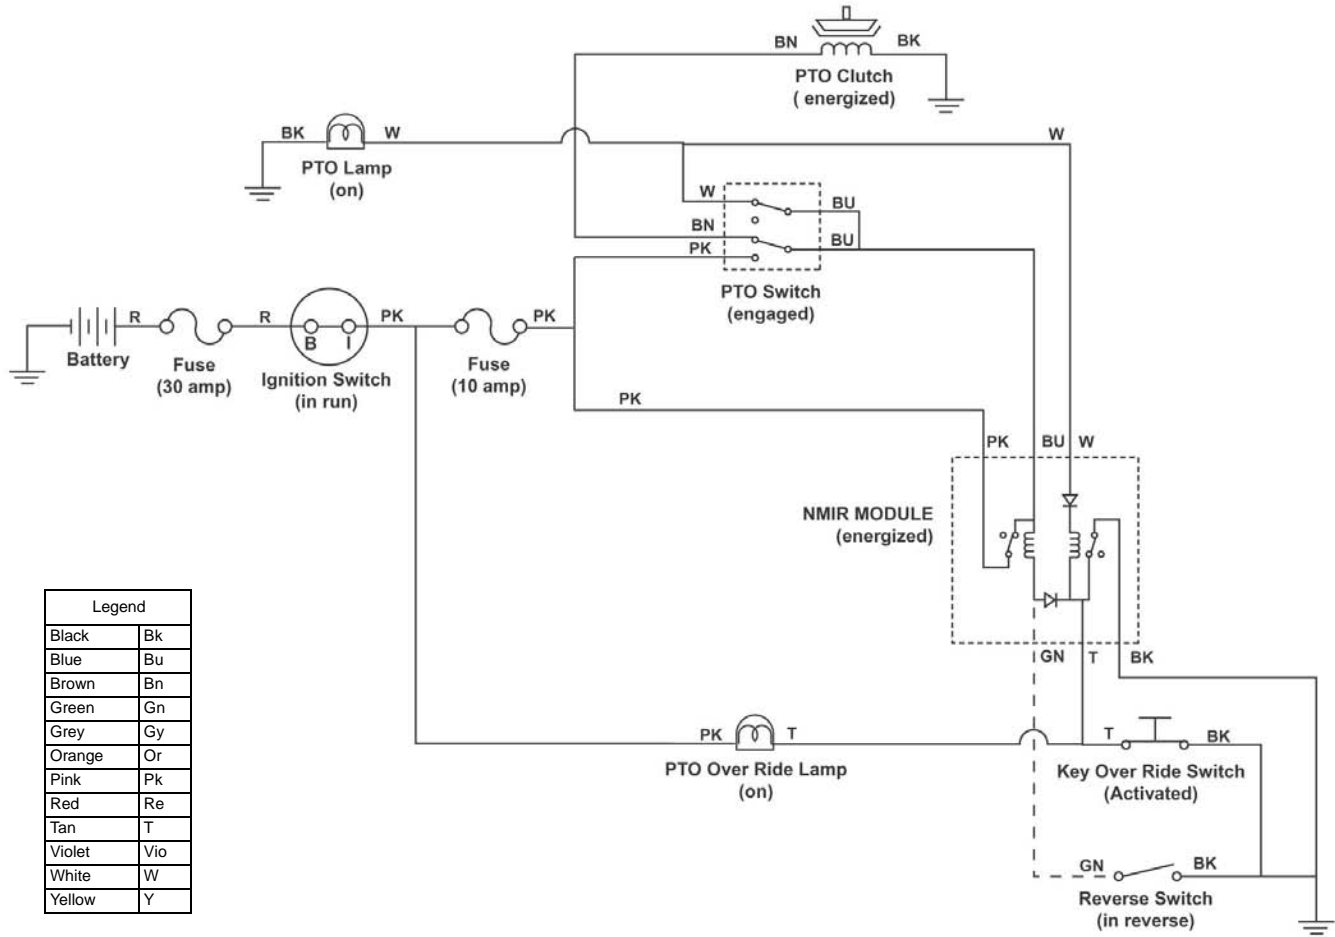 BN
BK
PTO Clutch
( energized)
BK
W
W
PTO Lamp
(on)
W
BU
BN
BU
PK
PTO Switch
(engaged)
R
R
PK
PK
B
I
Battery
Fuse
(30 amp)
Ignition Switch
(in run)
Fuse
(10 amp)
PK
PK
BU
W
NMIR MODULE
(energized)
GN
T
BK
PK
T
T
BK
PTO Over Ride Lamp
(on)
Key Over Ride Switch
(Activated)
GN
BK
Reverse Switch
(in reverse)
Legend
Black Bk
Blue Bu
Brown Bn
Green Gn
Grey Gy
Orange Or
Pink Pk
Red Re
Tan T
Violet Vio
White W
Yellow Y